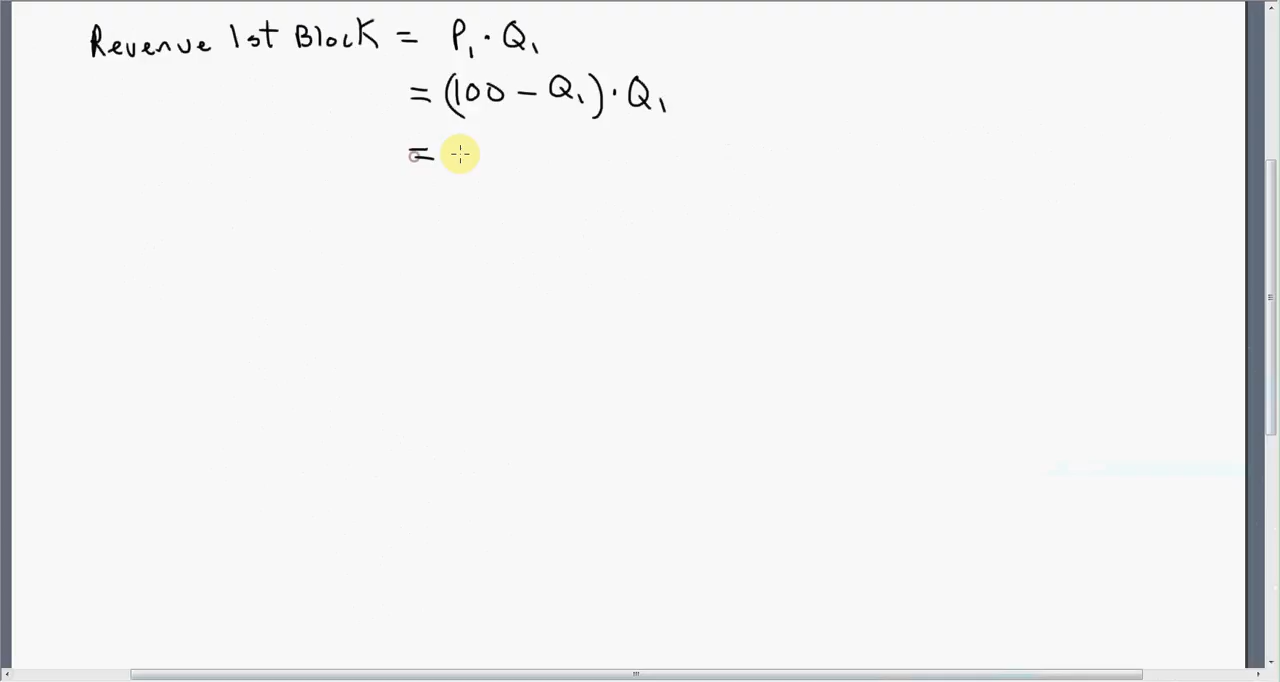 Revenue 1st Block = P₁ · Q₁
= (100 - Q₁) · Q₁
=